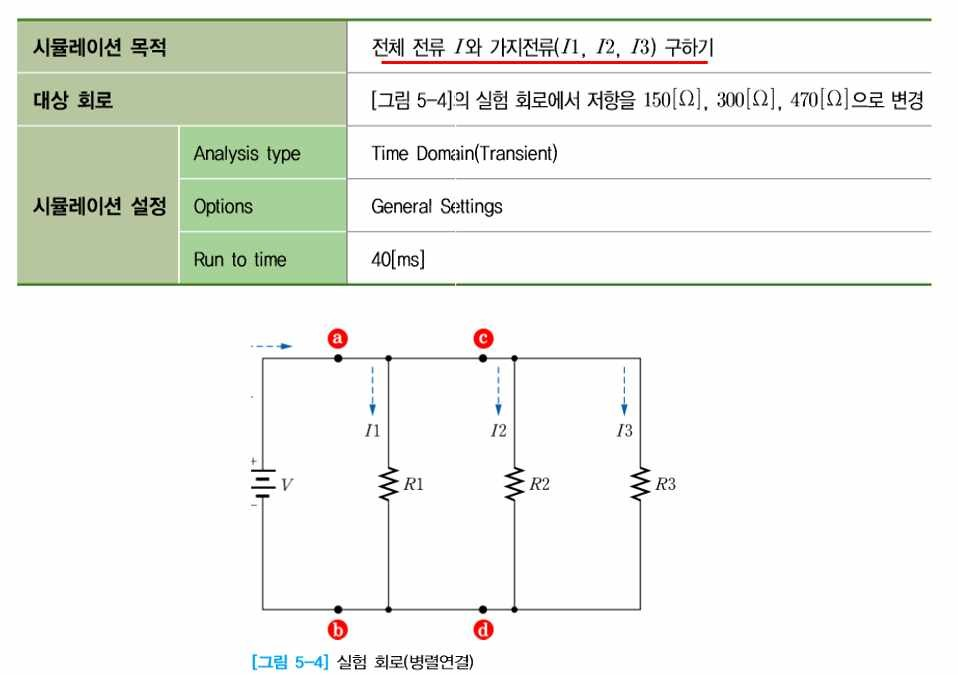 시뮬레이션 목적 전체 전류 I와 가지전류(I1, I2, I3) 구하기
대상 회로 [그림 5-4]의 실험 회로에서 저항을 150[Ω], 300[Ω], 470[Ω]으로 변경
시뮬레이션 설정
Analysis type Time Domain(Transient)
Options General Settings
Run to time 40[ms]
a c
I1 I2 I3
+
V R1 R2 R3
−
b d
[그림 5-4] 실험 회로(병렬연결)